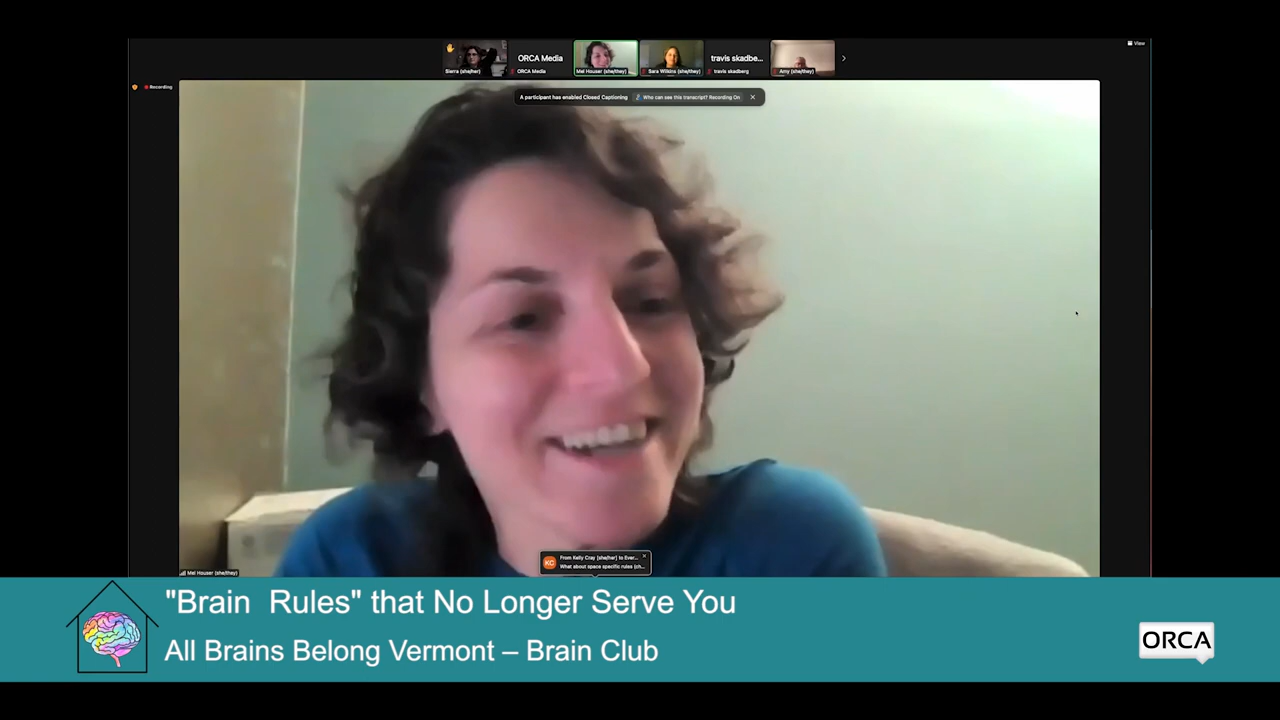 View
ORCA Media
travis skadbe...
Sierra (she/her)
ORCA Media
Mel Houser (she/they)
Sara Wilkins (she/they)
travis skadberg
Amy (she/they)
Recording
A participant has enabled Closed Captioning
Who can see this transcript? Recording On
KC
From Kelly Cray (she/her) to Ever...
What about space specific rules (ch...
Mel Houser (she/they)
"Brain Rules" that No Longer Serve You
All Brains Belong Vermont – Brain Club
ORCA